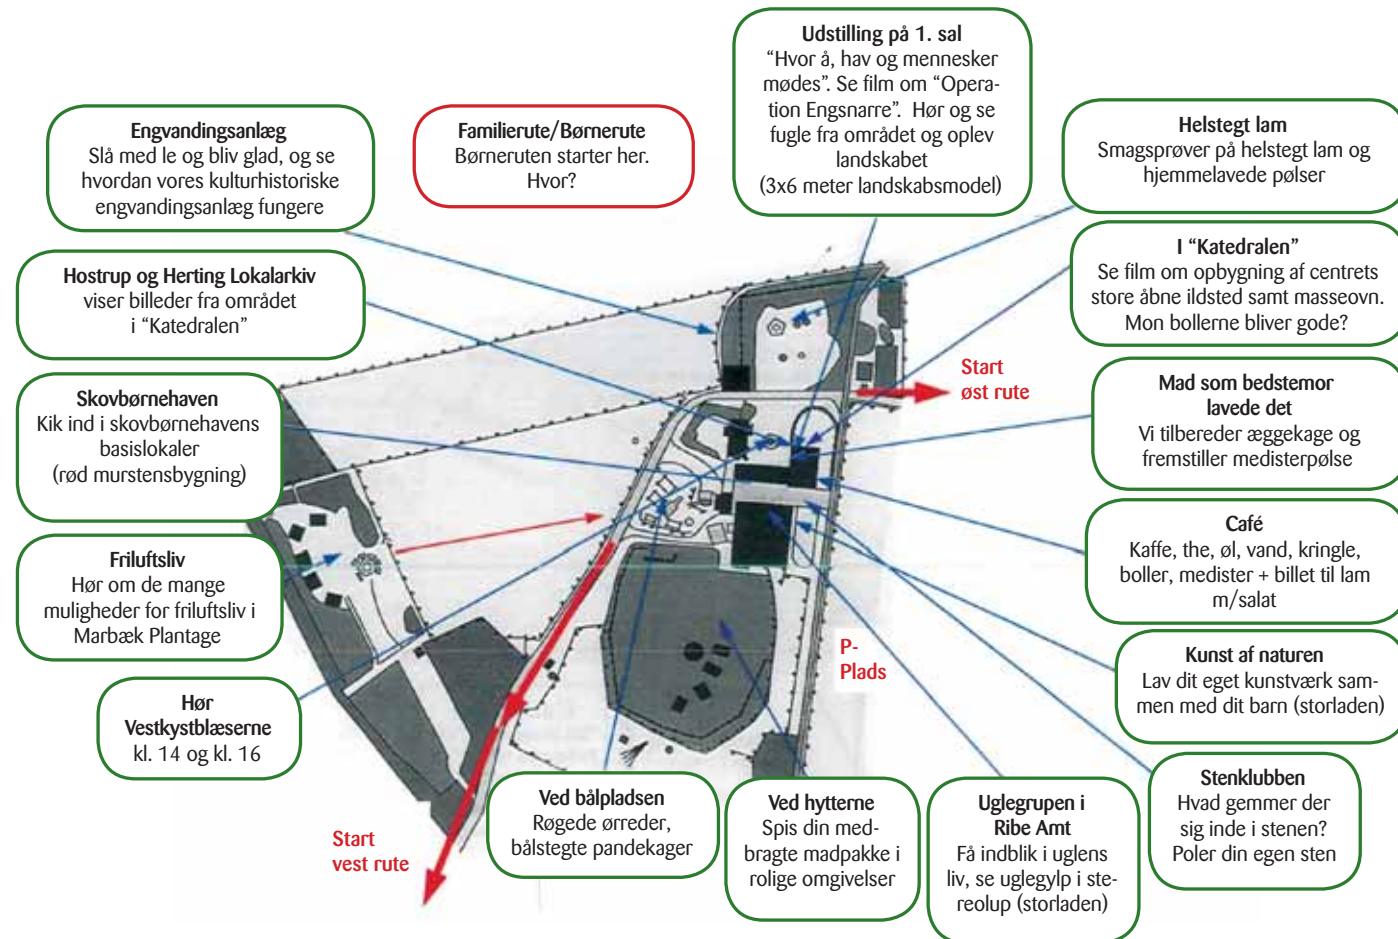 Udstilling på 1. sal
“Hvor å, hav og mennesker
mødes”. Se film om “Opera-
tion Engsnarre”. Hør og se
fugle fra området og oplev
landskabet
(3x6 meter landskabsmodel)
Engvandingsanlæg
Slå med le og bliv glad, og se
hvordan vores kulturhistoriske
engvandingsanlæg fungere
Familierute/Børnerute
Børneruten starter her.
Hvor?
Helstegt lam
Smagsprøver på helstegt lam og
hjemmelavede pølser
Hostrup og Herting Lokalarkiv
viser billeder fra området
i “Katedralen”
I “Katedralen”
Se film om opbygning af centrets
store åbne ildsted samt masseovn.
Mon bollerne bliver gode?
Start
øst rute
Skovbørnehaven
Kik ind i skovbørnehavens
basislokaler
(rød murstensbygning)
Mad som bedstemor
lavede det
Vi tilbereder æggekage og
fremstiller medisterpølse
Friluftsliv
Hør om de mange
muligheder for friluftsliv i
Marbæk Plantage
Café
Kaffe, the, øl, vand, kringle,
boller, medister + billet til lam
m/salat
P-
Plads
Kunst af naturen
Lav dit eget kunstværk sam-
men med dit barn (storladen)
Hør
Vestkystblæserne
kl. 14 og kl. 16
Start
vest rute
Ved bålpladsen
Røgede ørreder,
bålstegte pandekager
Ved hytterne
Spis din med-
bragte madpakke i
rolige omgivelser
Uglegrupen i
Ribe Amt
Få indblik i uglens
liv, se uglegylp i ste-
reolup (storladen)
Stenklubben
Hvad gemmer der
sig inde i stenen?
Poler din egen sten